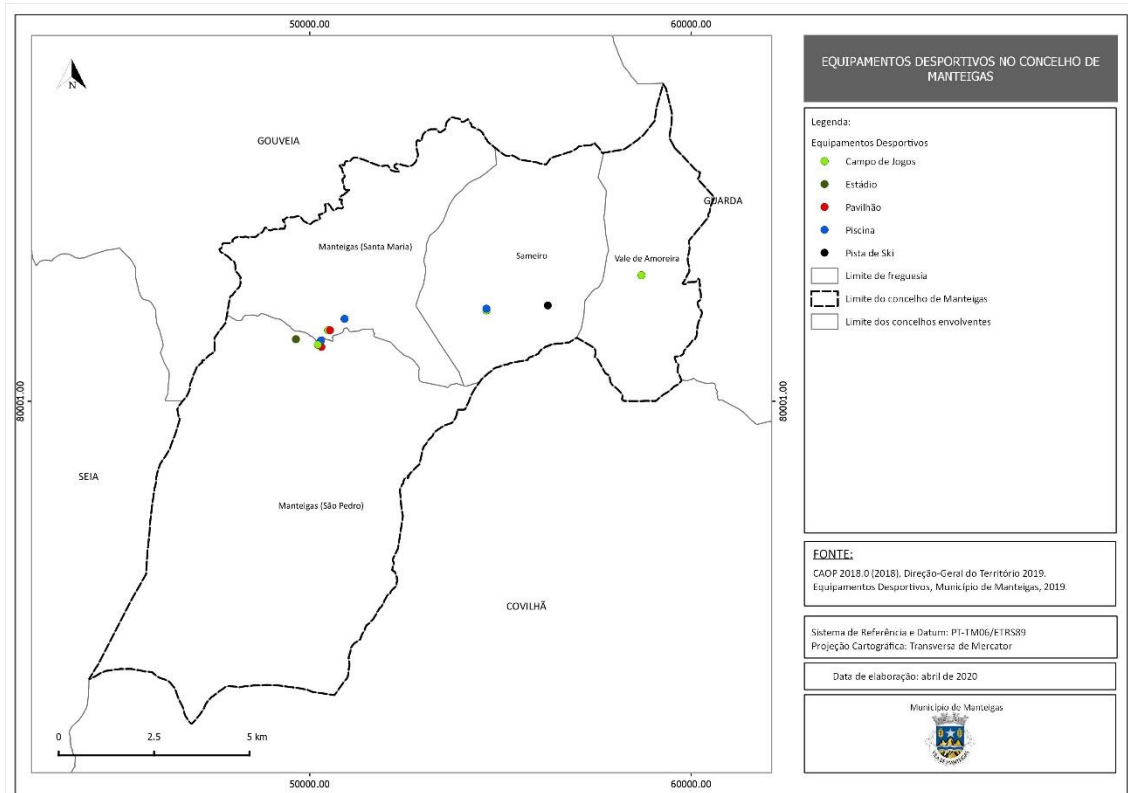 50000.00
60000.00
N
GOUVEIA
GUARDA
Manteigas (Santa Maria)
Sameiro
Vale de Amoreira
80001.00
80001.00
SEIA
Manteigas (São Pedro)
COVILHÃ
0
2.5
5 km
50000.00
60000.00
EQUIPAMENTOS DESPORTIVOS NO CONCELHO DE
MANTEIGAS
Legenda:
Equipamentos Desportivos
Campo de Jogos
Estádio
Pavilhão
Piscina
Pista de Ski
Limite de freguesia
Limite do concelho de Manteigas
Limite dos concelhos envolventes
FONTE:
CAOP 2018.0 (2018), Direção-Geral do Território 2019.
Equipamentos Desportivos, Município de Manteigas, 2019.
Sistema de Referência e Datum: PT-TM06/ETRS89
Projeção Cartográfica: Transversa de Mercator
Data de elaboração: abril de 2020
Município de Manteigas
VILA DE MANTEIGAS